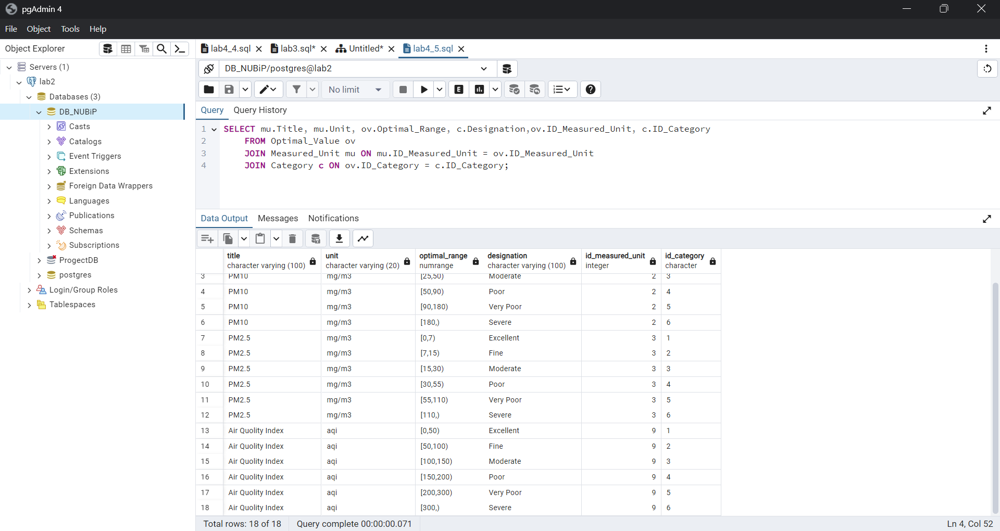 pgAdmin 4
File Object Tools Help
Object Explorer
Servers (1)
lab2
Databases (3)
DB_NUBiP
Casts
Catalogs
Event Triggers
Extensions
Foreign Data Wrappers
Languages
Publications
Schemas
Subscriptions
ProgectDB
postgres
Login/Group Roles
Tablespaces
lab4_4.sql lab3.sql* Untitled* lab4_5.sql
DB_NUBiP/postgres@lab2
No limit
E
Query Query History
1 SELECT mu.Title, mu.Unit, ov.Optimal_Range, c.Designation,ov.ID_Measured_Unit, c.ID_Category
2 FROM Optimal_Value ov
3 JOIN Measured_Unit mu ON mu.ID_Measured_Unit = ov.ID_Measured_Unit
4 JOIN Category c ON ov.ID_Category = c.ID_Category;
Data Output Messages Notifications
title unit optimal_range designation id_measured_unit id_category
character varying (100) character varying (20) numrange character varying (100) integer character
3 PM10 mg/m3 [25,50) Moderate 2 3
4 PM10 mg/m3 [50,90) Poor 2 4
5 PM10 mg/m3 [90,180) Very Poor 2 5
6 PM10 mg/m3 [180,) Severe 2 6
7 PM2.5 mg/m3 [0,7) Excellent 3 1
8 PM2.5 mg/m3 [7,15) Fine 3 2
9 PM2.5 mg/m3 [15,30) Moderate 3 3
10 PM2.5 mg/m3 [30,55) Poor 3 4
11 PM2.5 mg/m3 [55,110) Very Poor 3 5
12 PM2.5 mg/m3 [110,) Severe 3 6
13 Air Quolity Index aqi [0,50) Excellent 9 1
14 Air Quolity Index aqi [50,100) Fine 9 2
15 Air Quolity Index aqi [100,150) Moderate 9 3
16 Air Quolity Index aqi [150,200) Poor 9 4
17 Air Quolity Index aqi [200,300) Very Poor 9 5
18 Air Quolity Index aqi [300,) Severe 9 6
Total rows: 18 of 18 Query complete 00:00:00.071 Ln 4, Col 52